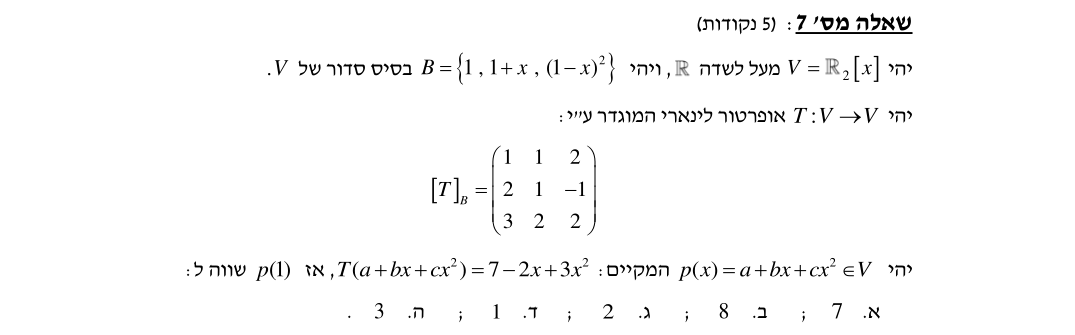 שאלה מס׳ 7 : (5 נקודות)
יהי V = ℝ₂[x] מעל לשדה ℝ, ויהי B = {1 , 1+x , (1−x)²} בסיס סדור של V.
יהי T : V → V אופרטור לינארי המוגדר ע״י:
[T]_B = (1 1 2
2 1 −1
3 2 2)
יהי p(x) = a+bx+cx² ∈ V המקיים: T(a+bx+cx²) = 7−2x+3x², אז p(1) שווה ל:
א. 7 ; ב. 8 ; ג. 2 ; ד. 1 ; ה. 3 .